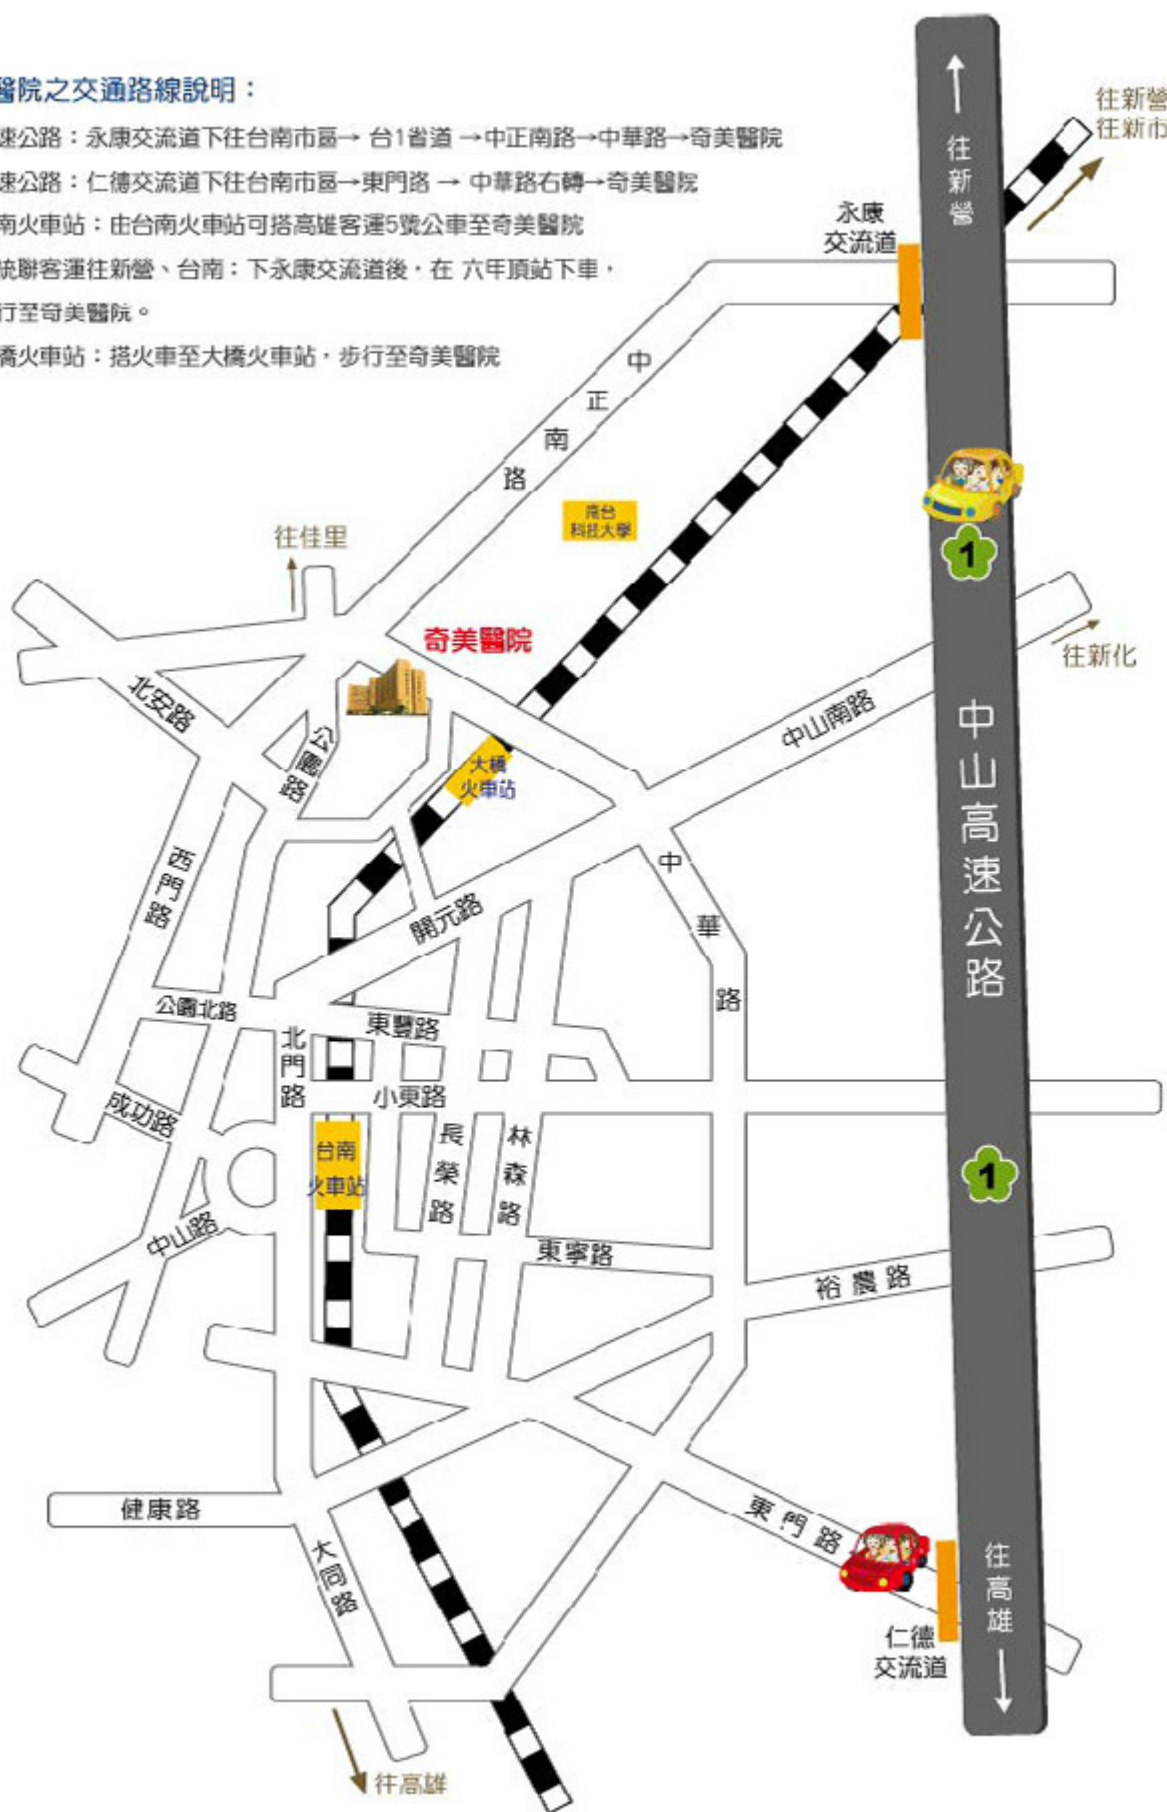 醫院之交通路線說明：
速公路：永康交流道下往台南市區→ 台1省道 →中正南路→中華路→奇美醫院
速公路：仁德交流道下往台南市區→東門路 → 中華路右轉→奇美醫院
南火車站：由台南火車站可搭高雄客運5號公車至奇美醫院
統聯客運往新營、台南：下永康交流道後，在 六甲頂站下車，
行至奇美醫院。
橋火車站：搭火車至大橋火車站，步行至奇美醫院
往新營
往新市
往新營
永康
交流道
中正南路
南台
科技大學
1
往佳里
奇美醫院
往新化
北安路
公園路
中山南路
中山高速公路
大橋
火車站
西門路
中華路
開元路
公園北路
東豐路
北門路
小東路
成功路
台南
火車站
長榮路
林森路
1
中山路
東寧路
裕農路
健康路
東門路
大同路
往高雄
仁德
交流道
往高雄